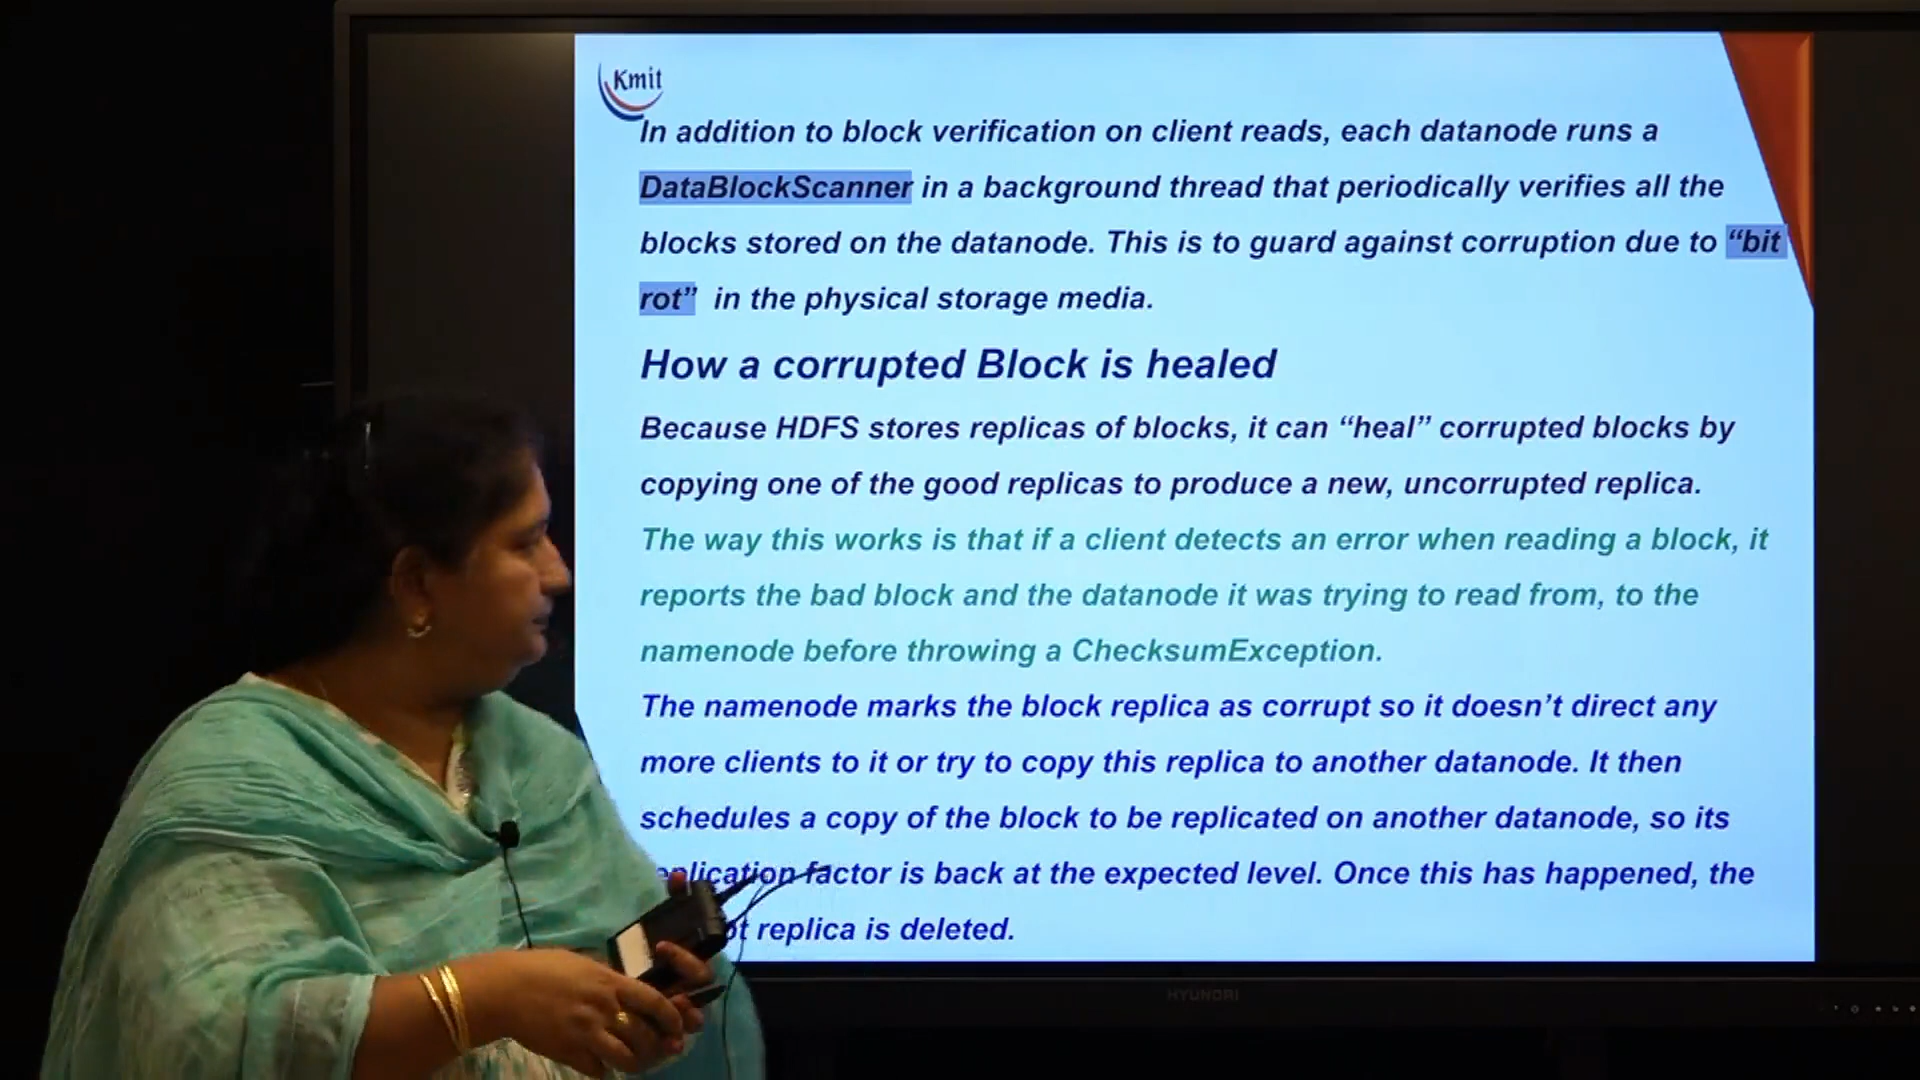 Kmit
In addition to block verification on client reads, each datanode runs a
DataBlockScanner in a background thread that periodically verifies all the
blocks stored on the datanode. This is to guard against corruption due to “bit
rot” in the physical storage media.
How a corrupted Block is healed
Because HDFS stores replicas of blocks, it can “heal” corrupted blocks by
copying one of the good replicas to produce a new, uncorrupted replica.
The way this works is that if a client detects an error when reading a block, it
reports the bad block and the datanode it was trying to read from, to the
namenode before throwing a ChecksumException.
The namenode marks the block replica as corrupt so it doesn’t direct any
more clients to it or try to copy this replica to another datanode. It then
schedules a copy of the block to be replicated on another datanode, so its
replication factor is back at the expected level. Once this has happened, the
replica is deleted.
HYUNDRI